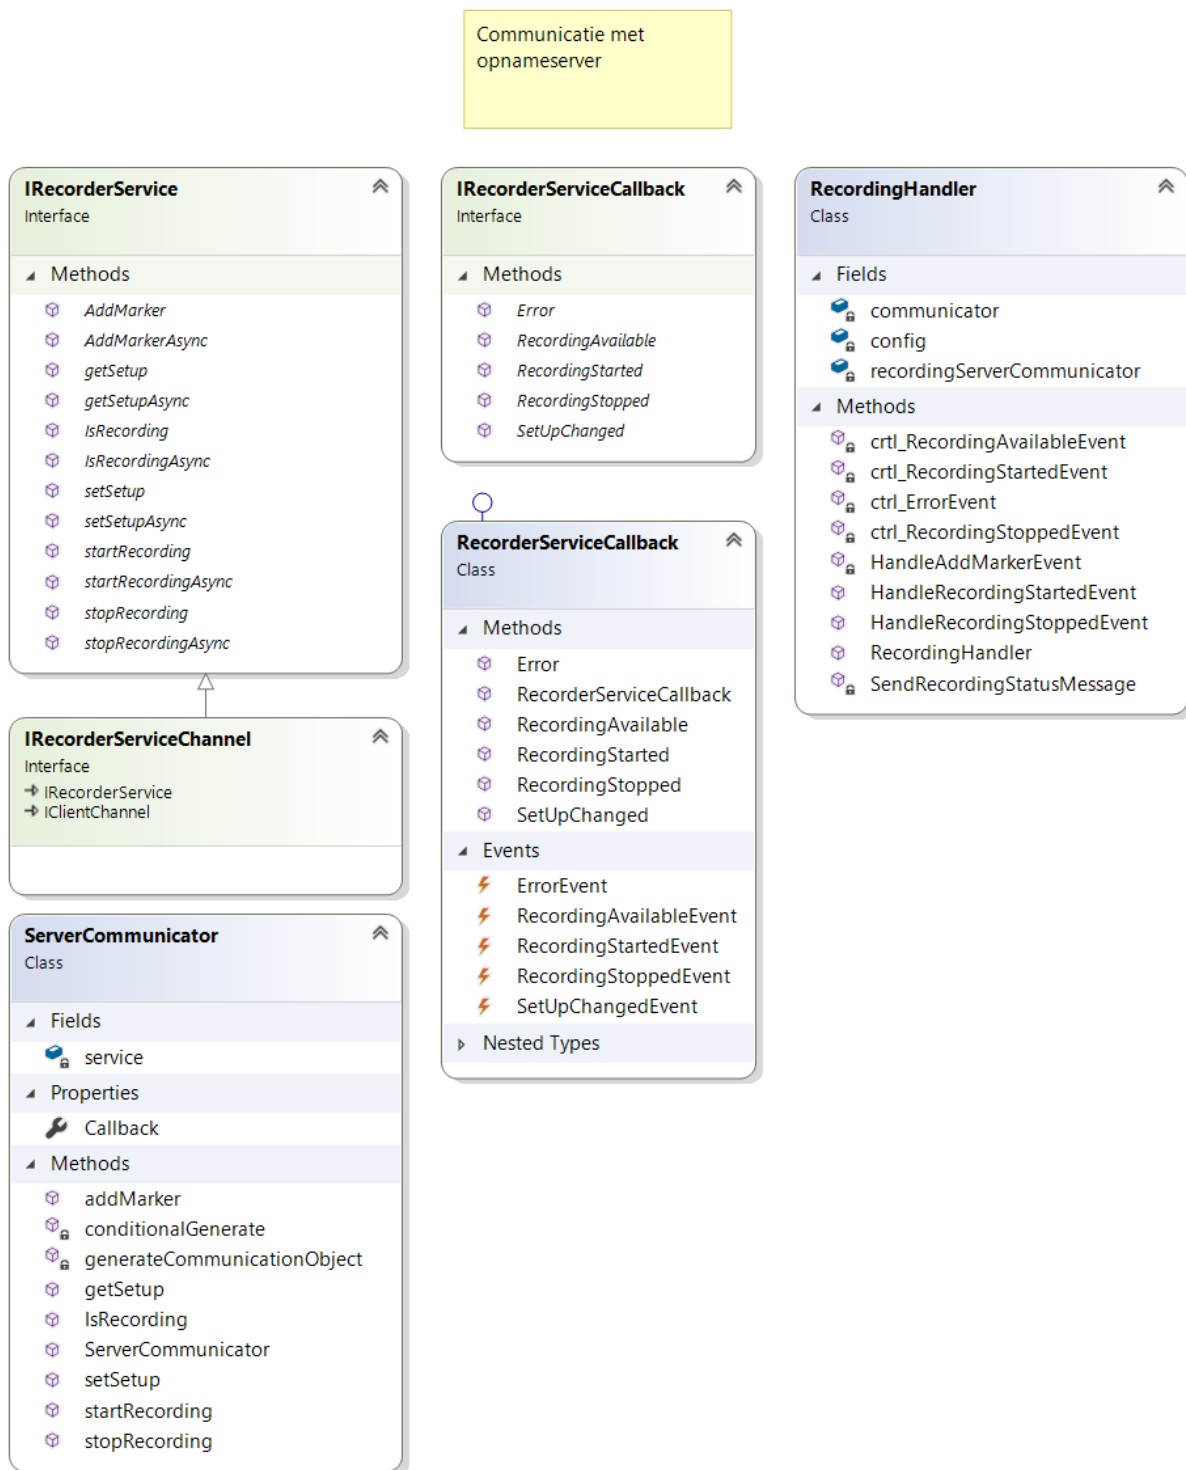 Communicatie met
opnameserver
IRecorderService
Interface
Methods
AddMarker
AddMarkerAsync
getSetup
getSetupAsync
IsRecording
IsRecordingAsync
setSetup
setSetupAsync
startRecording
startRecordingAsync
stopRecording
stopRecordingAsync
IRecorderServiceChannel
Interface
IRecorderService
IClientChannel
ServerCommunicator
Class
Fields
service
Properties
Callback
Methods
addMarker
conditionalGenerate
generateCommunicationObject
getSetup
IsRecording
ServerCommunicator
setSetup
startRecording
stopRecording
IRecorderServiceCallback
Interface
Methods
Error
RecordingAvailable
RecordingStarted
RecordingStopped
SetUpChanged
RecorderServiceCallback
Class
Methods
Error
RecorderServiceCallback
RecordingAvailable
RecordingStarted
RecordingStopped
SetUpChanged
Events
ErrorEvent
RecordingAvailableEvent
RecordingStartedEvent
RecordingStoppedEvent
SetUpChangedEvent
Nested Types
RecordingHandler
Class
Fields
communicator
config
recordingServerCommunicator
Methods
crtl_RecordingAvailableEvent
crtl_RecordingStartedEvent
ctrl_ErrorEvent
ctrl_RecordingStoppedEvent
HandleAddMarkerEvent
HandleRecordingStartedEvent
HandleRecordingStoppedEvent
RecordingHandler
SendRecordingStatusMessage